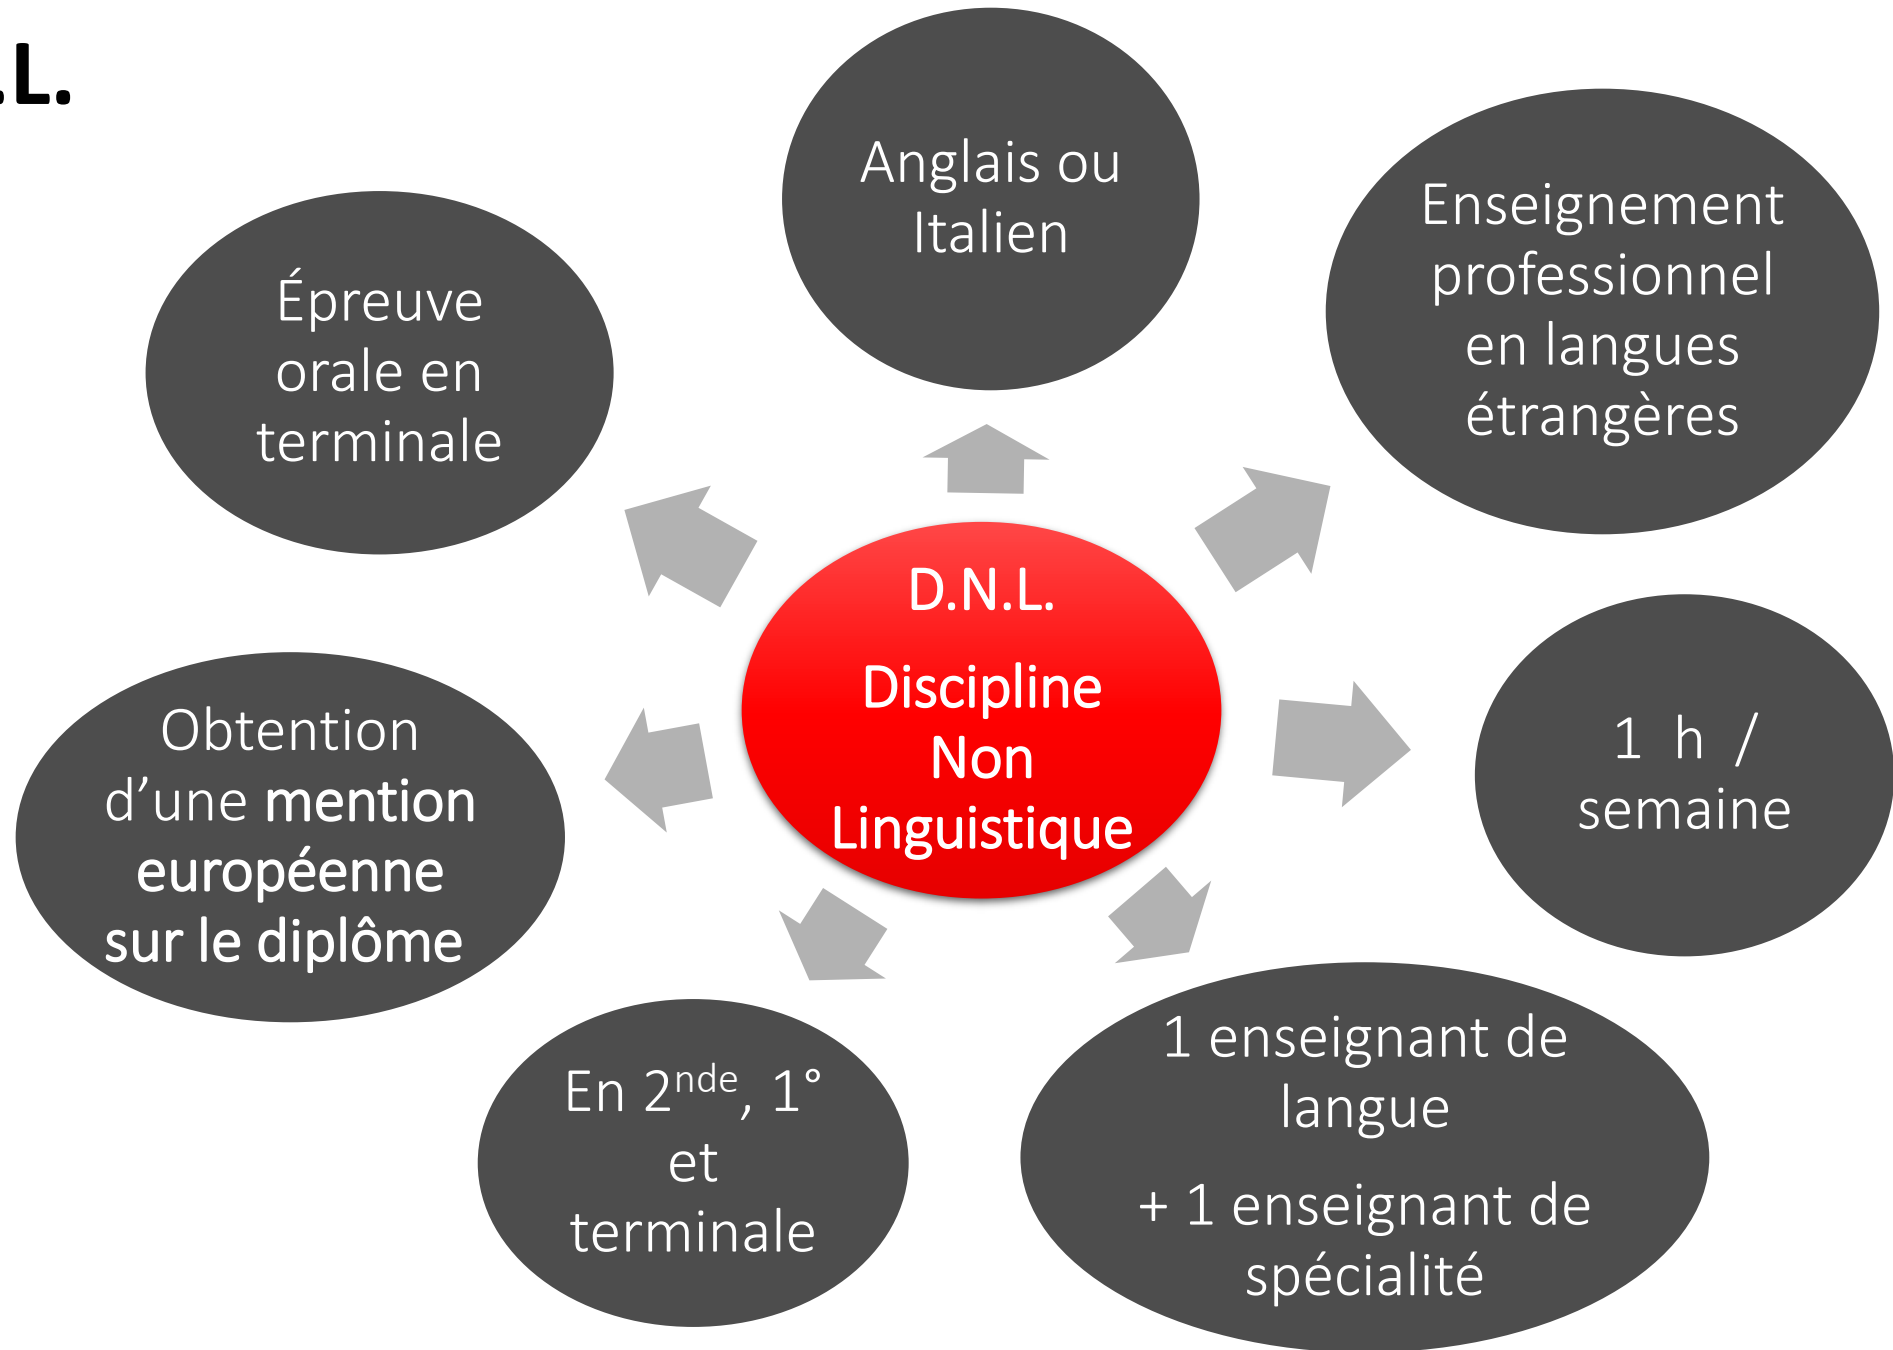 .L.
Anglais ou
Italien
Enseignement
professionnel
en langues
étrangères
1 h /
semaine
1 enseignant de
langue
+ 1 enseignant de
spécialité
En 2nde, 1°
et
terminale
Obtention
d’une mention
européenne
sur le diplôme
Épreuve
orale en
terminale
D.N.L.
Discipline
Non
Linguistique